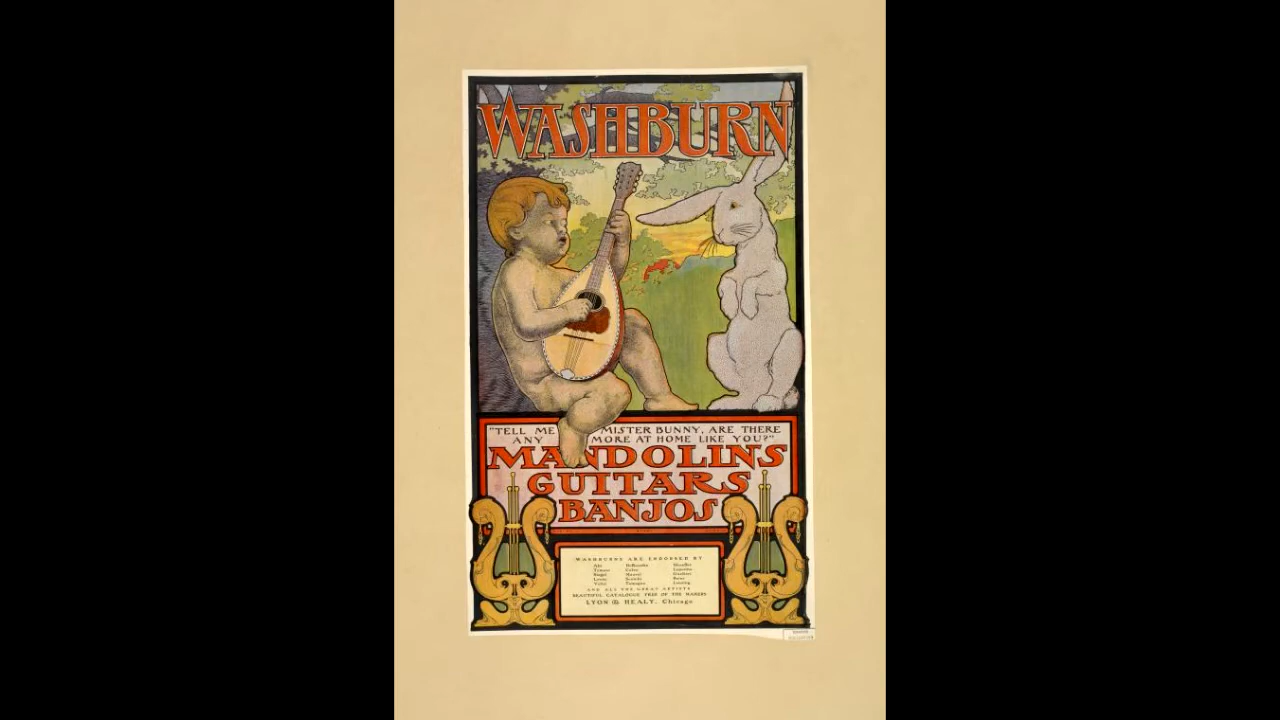 WASHBURN
"TELL ME MISTER BUNNY, ARE THERE
ANY MORE AT HOME LIKE YOU?"
MANDOLINS
GUITARS
BANJOS
WASHBURNS ARE ENDORSED BY
AND ALL THE GREAT ARTISTS
BEAUTIFUL CATALOGUE FREE OF THE MAKERS
LYON & HEALY, Chicago